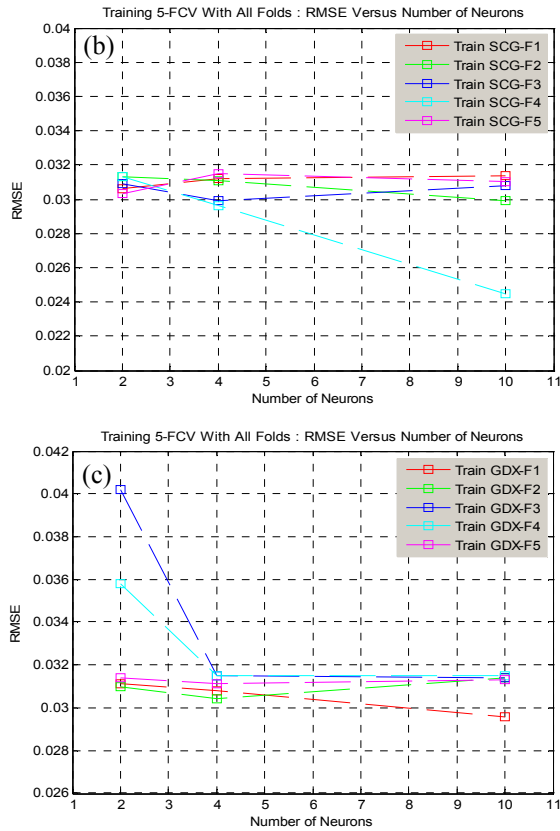 Training 5-FCV With All Folds : RMSE Versus Number of Neurons
(b)
Train SCG-F1
Train SCG-F2
Train SCG-F3
Train SCG-F4
Train SCG-F5
0.04
0.038
0.036
0.034
0.032
0.03
0.028
0.026
0.024
0.022
0.02
RMSE
1 2 3 4 5 6 7 8 9 10 11
Number of Neurons
Training 5-FCV With All Folds : RMSE Versus Number of Neurons
(c)
Train GDX-F1
Train GDX-F2
Train GDX-F3
Train GDX-F4
Train GDX-F5
0.042
0.04
0.038
0.036
0.034
0.032
0.03
0.028
0.026
RMSE
1 2 3 4 5 6 7 8 9 10 11
Number of Neurons